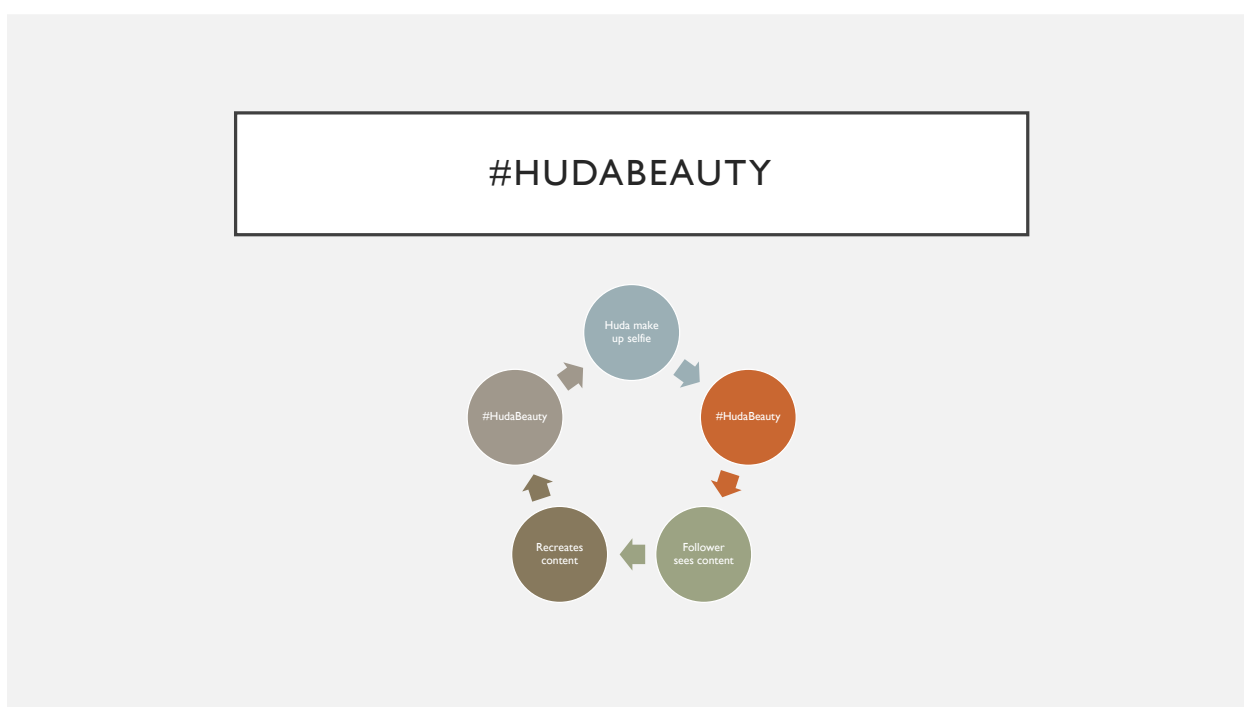 #HUDABEAUTY
Huda make
up selfie
#HudaBeauty
Follower
sees content
Recreates
content
#HudaBeauty